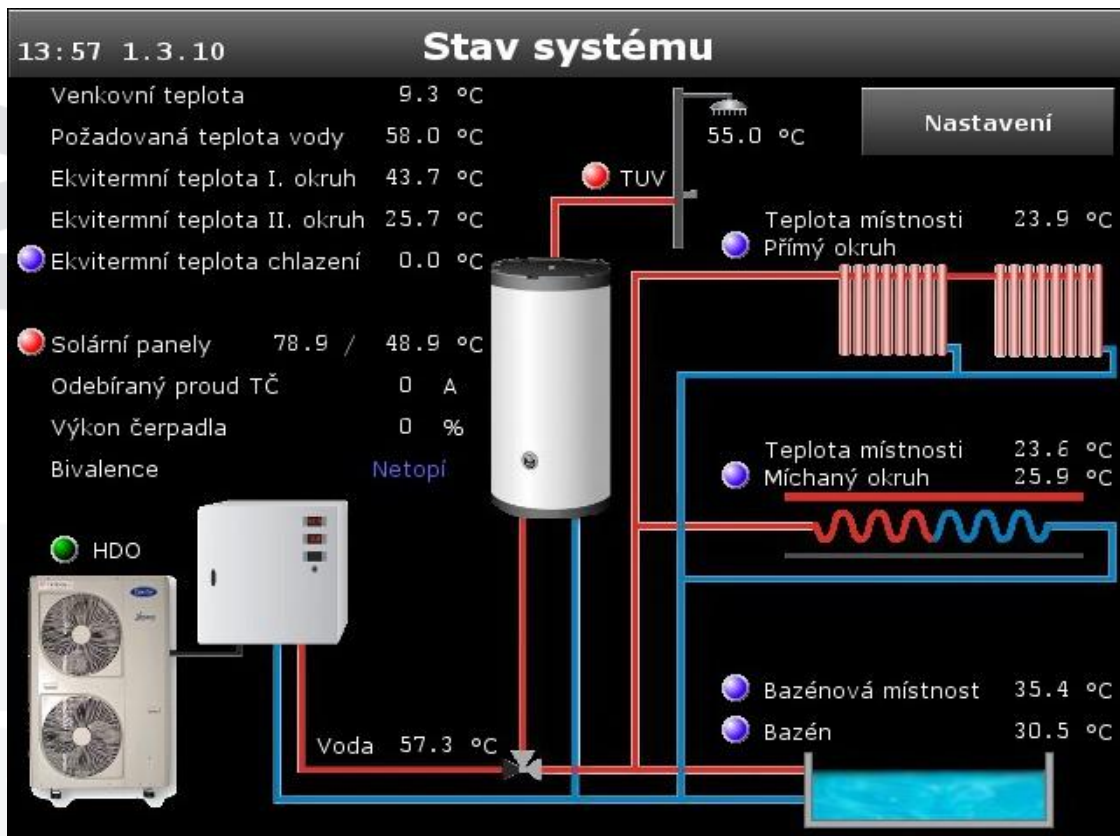 13:57 1.3.10 Stav systému
Nastavení
Venkovní teplota 9.3 °C
Požadovaná teplota vody 58.0 °C
Ekvitermní teplota I. okruh 43.7 °C
Ekvitermní teplota II. okruh 25.7 °C
Ekvitermní teplota chlazení 0.0 °C
Solární panely 78.9 / 48.9 °C
Odebíraný proud TČ 0 A
Výkon čerpadla 0 %
Bivalence Netopí
HDO
Voda 57.3 °C
55.0 °C
TUV
Teplota místnosti 23.9 °C
Přímý okruh
Teplota místnosti 23.6 °C
Míchaný okruh 25.9 °C
Bazénová místnost 35.4 °C
Bazén 30.5 °C